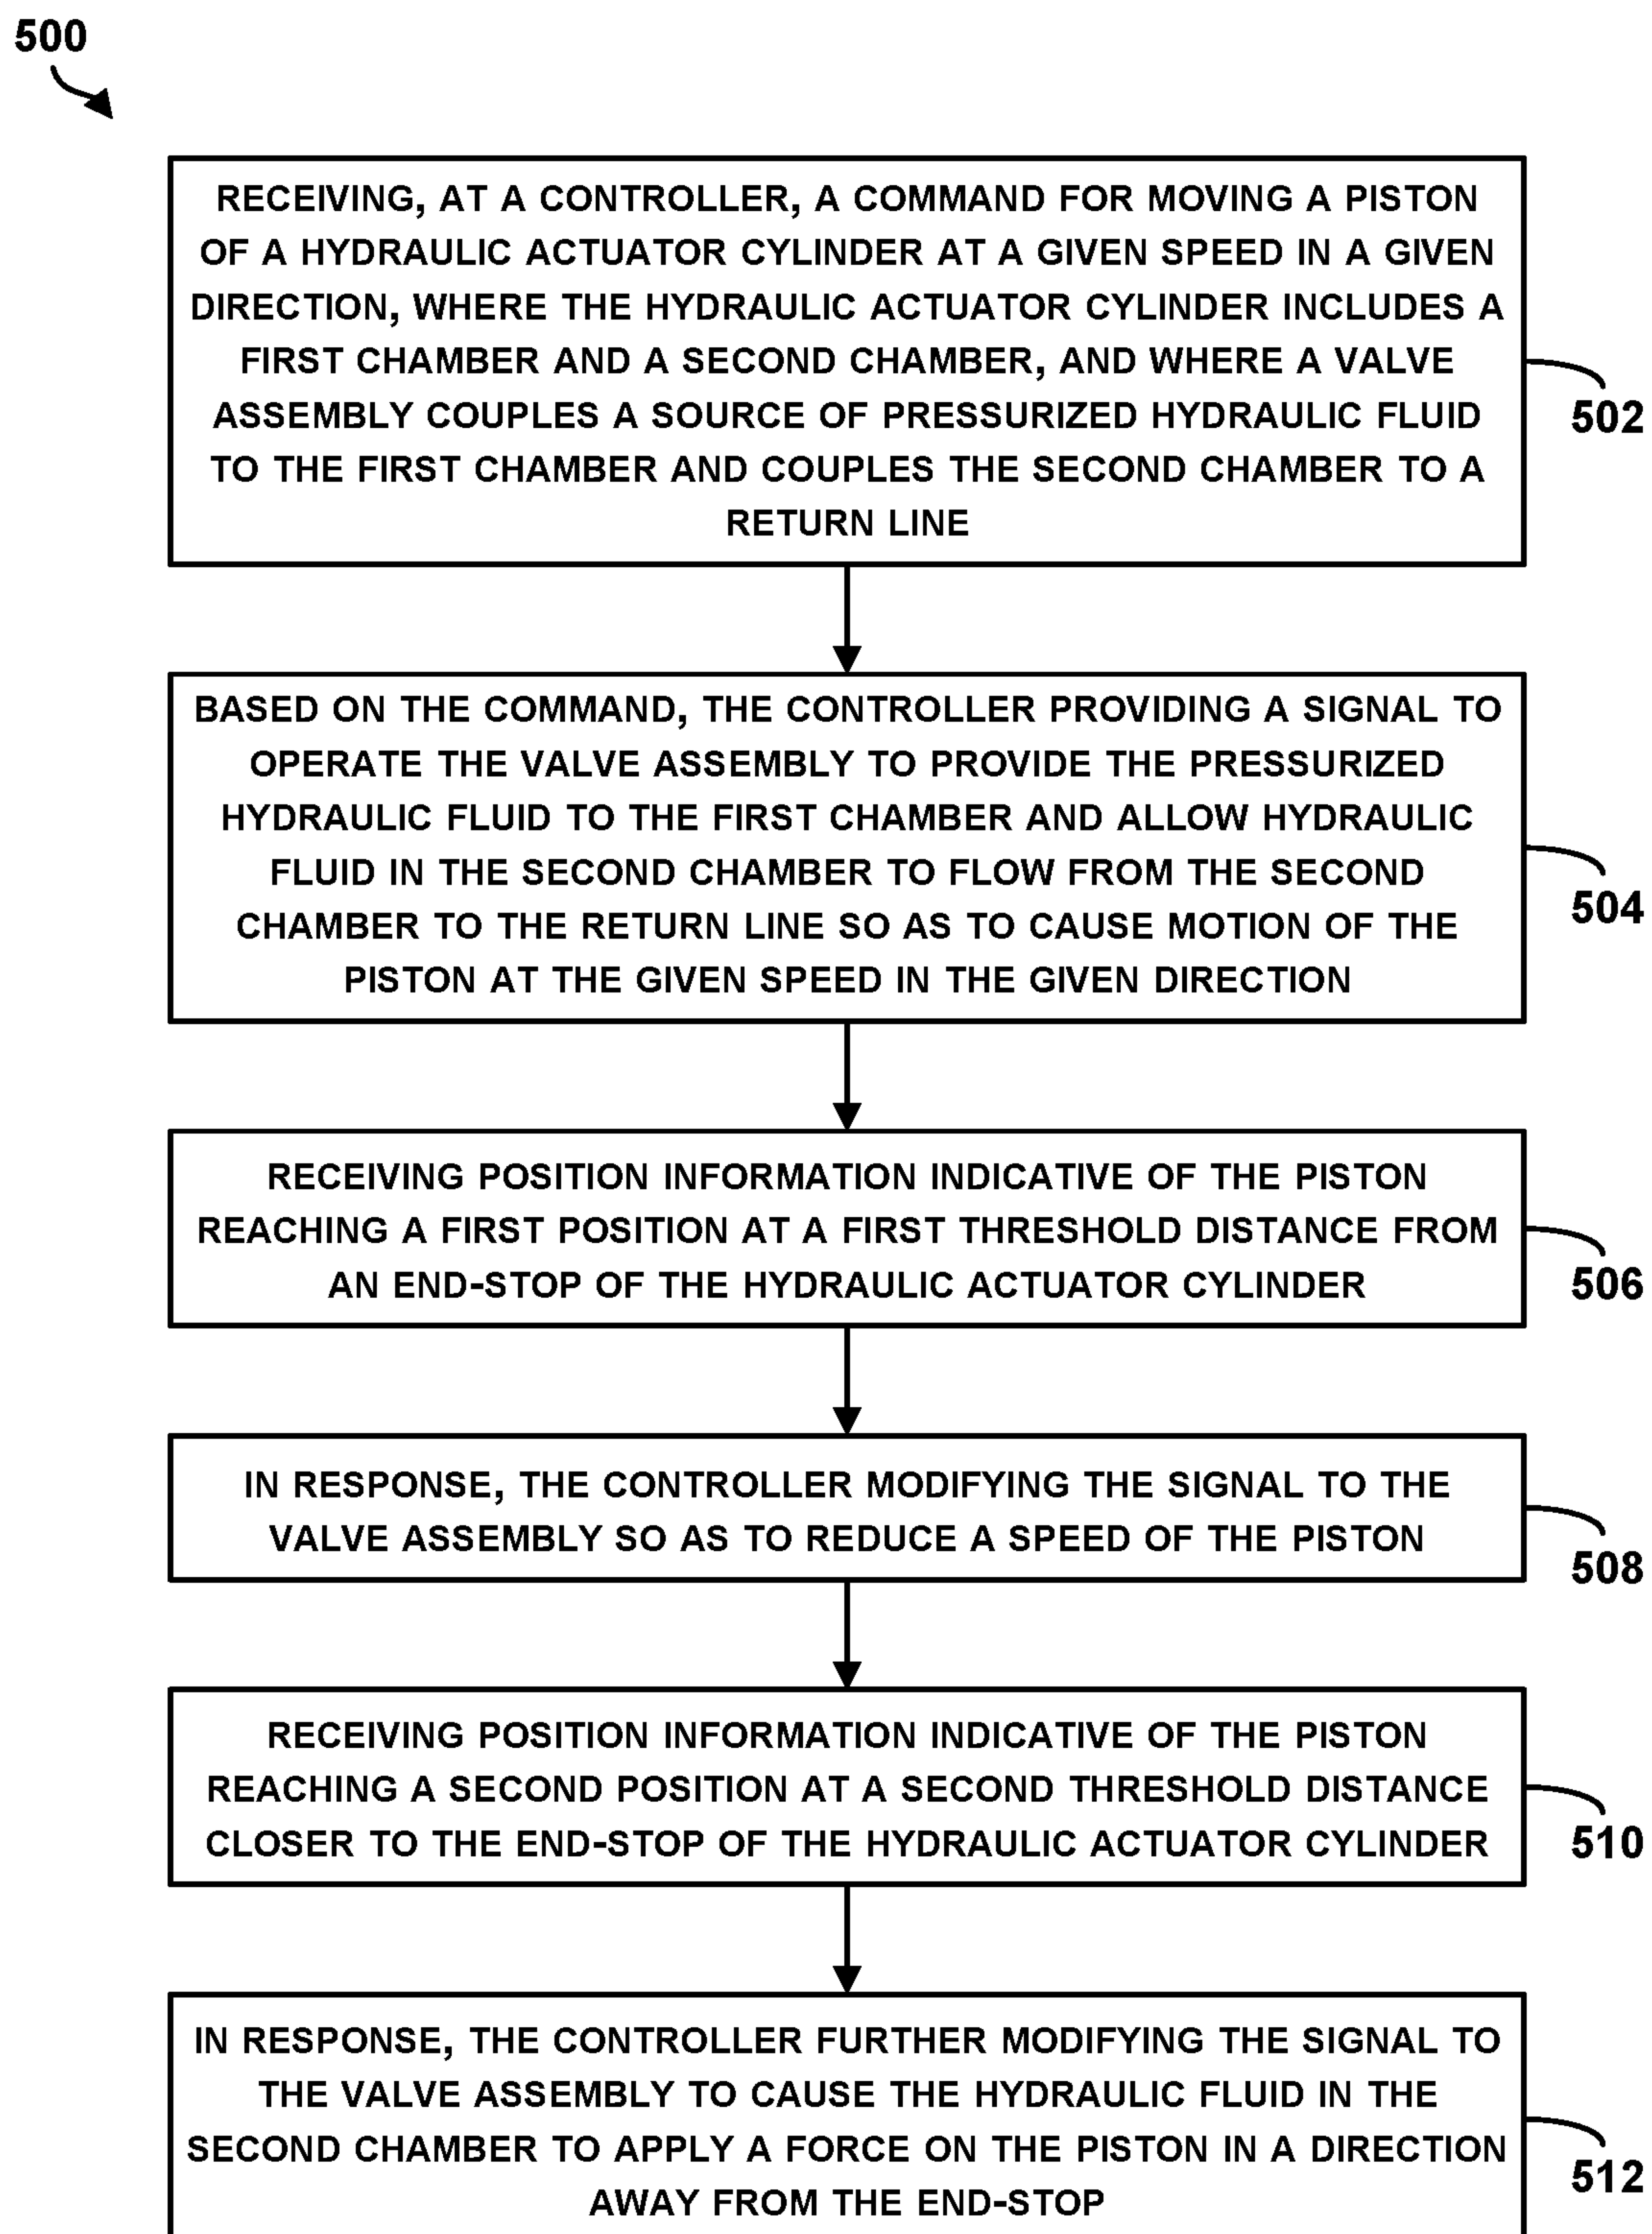 500
RECEIVING, AT A CONTROLLER, A COMMAND FOR MOVING A PISTON
OF A HYDRAULIC ACTUATOR CYLINDER AT A GIVEN SPEED IN A GIVEN
DIRECTION, WHERE THE HYDRAULIC ACTUATOR CYLINDER INCLUDES A
FIRST CHAMBER AND A SECOND CHAMBER, AND WHERE A VALVE
ASSEMBLY COUPLES A SOURCE OF PRESSURIZED HYDRAULIC FLUID
TO THE FIRST CHAMBER AND COUPLES THE SECOND CHAMBER TO A
RETURN LINE
502
BASED ON THE COMMAND, THE CONTROLLER PROVIDING A SIGNAL TO
OPERATE THE VALVE ASSEMBLY TO PROVIDE THE PRESSURIZED
HYDRAULIC FLUID TO THE FIRST CHAMBER AND ALLOW HYDRAULIC
FLUID IN THE SECOND CHAMBER TO FLOW FROM THE SECOND
CHAMBER TO THE RETURN LINE SO AS TO CAUSE MOTION OF THE
PISTON AT THE GIVEN SPEED IN THE GIVEN DIRECTION
504
RECEIVING POSITION INFORMATION INDICATIVE OF THE PISTON
REACHING A FIRST POSITION AT A FIRST THRESHOLD DISTANCE FROM
AN END-STOP OF THE HYDRAULIC ACTUATOR CYLINDER
506
IN RESPONSE, THE CONTROLLER MODIFYING THE SIGNAL TO THE
VALVE ASSEMBLY SO AS TO REDUCE A SPEED OF THE PISTON
508
RECEIVING POSITION INFORMATION INDICATIVE OF THE PISTON
REACHING A SECOND POSITION AT A SECOND THRESHOLD DISTANCE
CLOSER TO THE END-STOP OF THE HYDRAULIC ACTUATOR CYLINDER
510
IN RESPONSE, THE CONTROLLER FURTHER MODIFYING THE SIGNAL TO
THE VALVE ASSEMBLY TO CAUSE THE HYDRAULIC FLUID IN THE
SECOND CHAMBER TO APPLY A FORCE ON THE PISTON IN A DIRECTION
AWAY FROM THE END-STOP
512